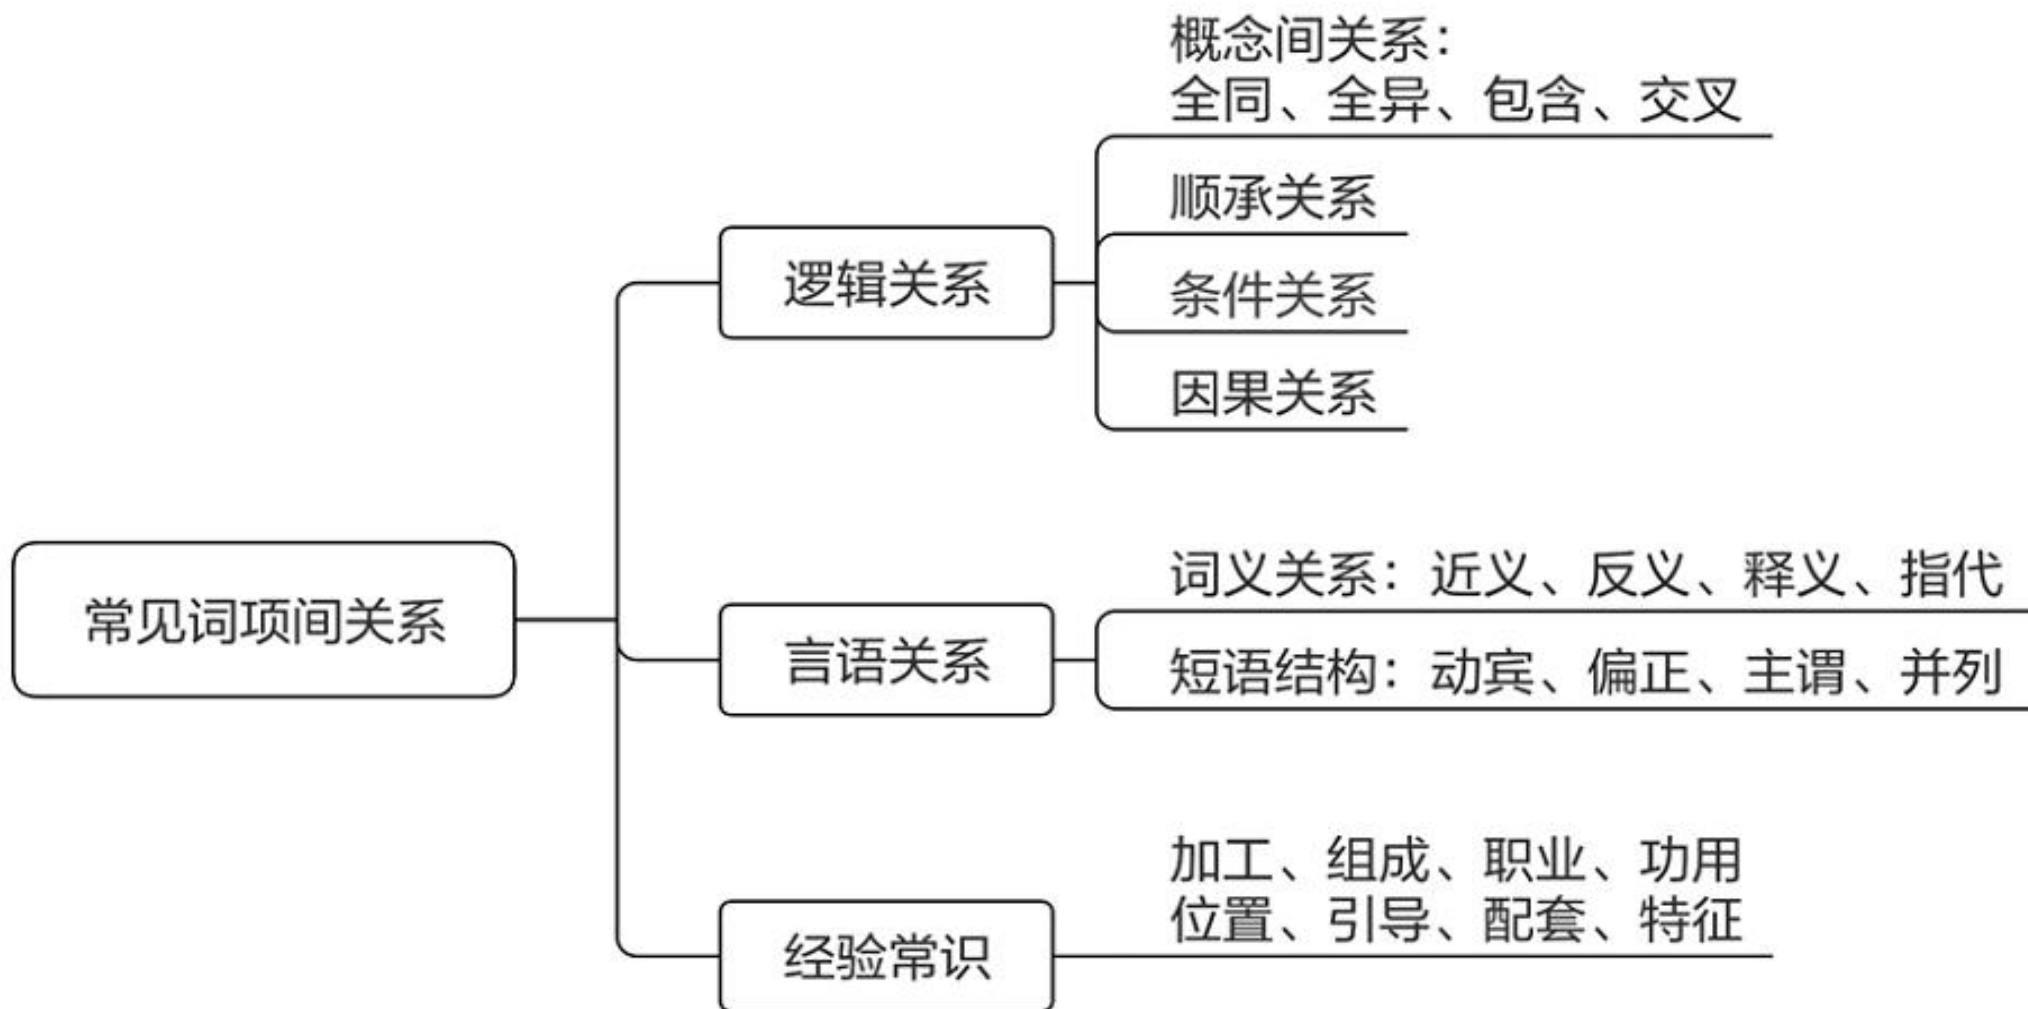 概念间关系：
全同、全异、包含、交叉
顺承关系
逻辑关系
条件关系
因果关系
常见词项间关系
词义关系：近义、反义、释义、指代
言语关系
短语结构：动宾、偏正、主谓、并列
加工、组成、职业、功用
位置、引导、配套、特征
经验常识